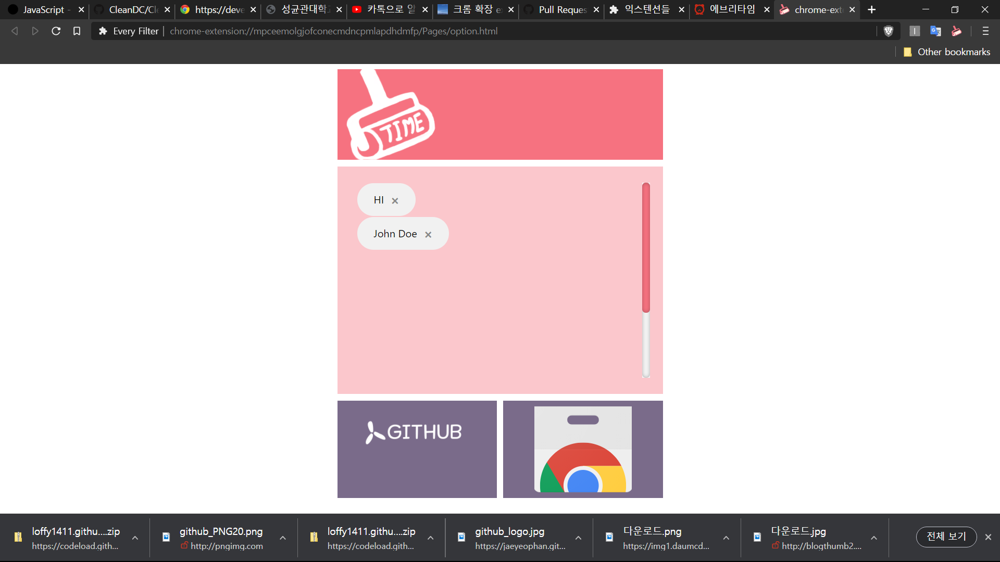 JavaScript -
CleanDC/Cle
https://deve
성균관대학교
카톡으로 알
크롬 확장 e
Pull Reques
익스텐션들
에브리타임
chrome-exte
Every Filter
chrome-extension://mpceemolgjofconecmdncpmlapdhdmfp/Pages/option.html
Other bookmarks
TIME
HI ×
John Doe ×
GITHUB
loffy1411.githu....zip
https://codeload.gith...
github_PNG20.png
http://pngimg.com
loffy1411.githu....zip
https://codeload.gith...
github_logo.jpg
https://jaeyeophan.git...
다운로드.png
https://img1.daumcd...
다운로드.jpg
http://blogthumb2....
전체 보기